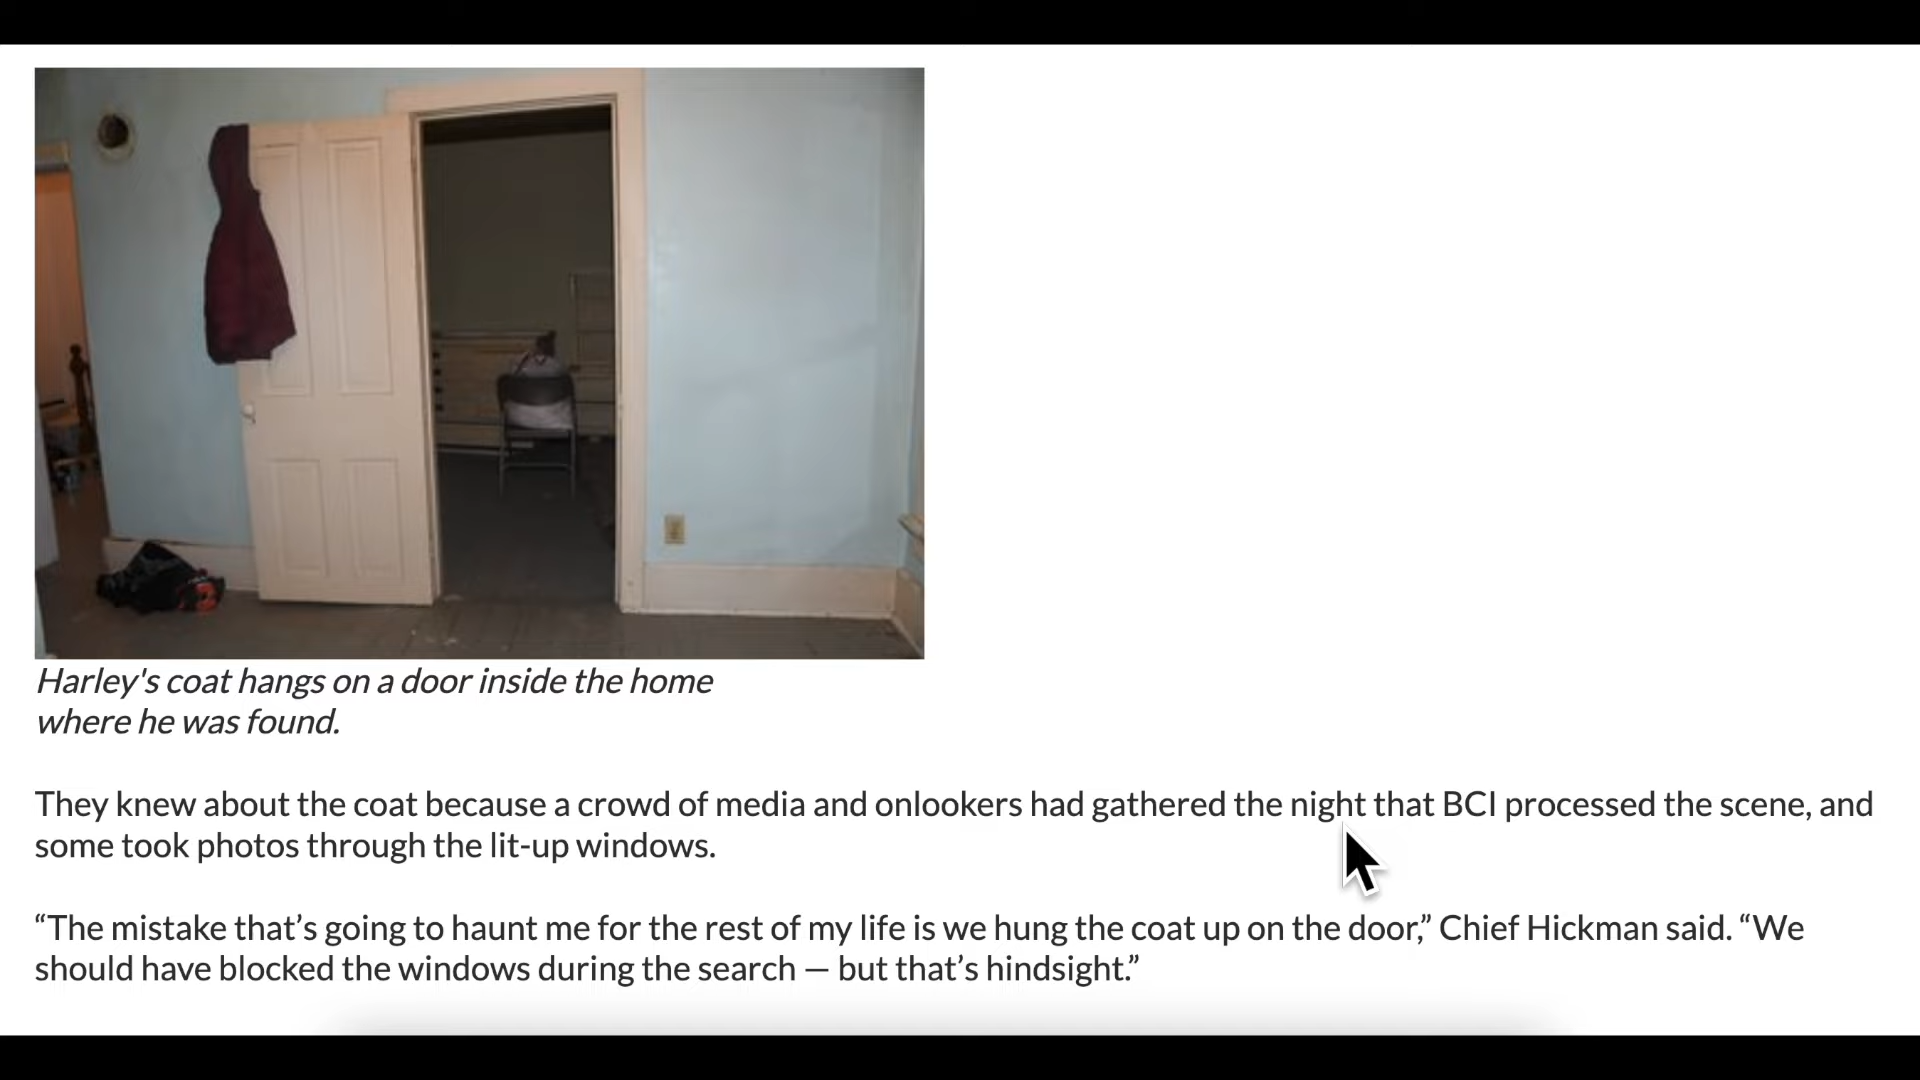 Harley's coat hangs on a door inside the home
where he was found.
They knew about the coat because a crowd of media and onlookers had gathered the night that BCI processed the scene, and
some took photos through the lit-up windows.
“The mistake that’s going to haunt me for the rest of my life is we hung the coat up on the door,” Chief Hickman said. “We
should have blocked the windows during the search — but that’s hindsight.”